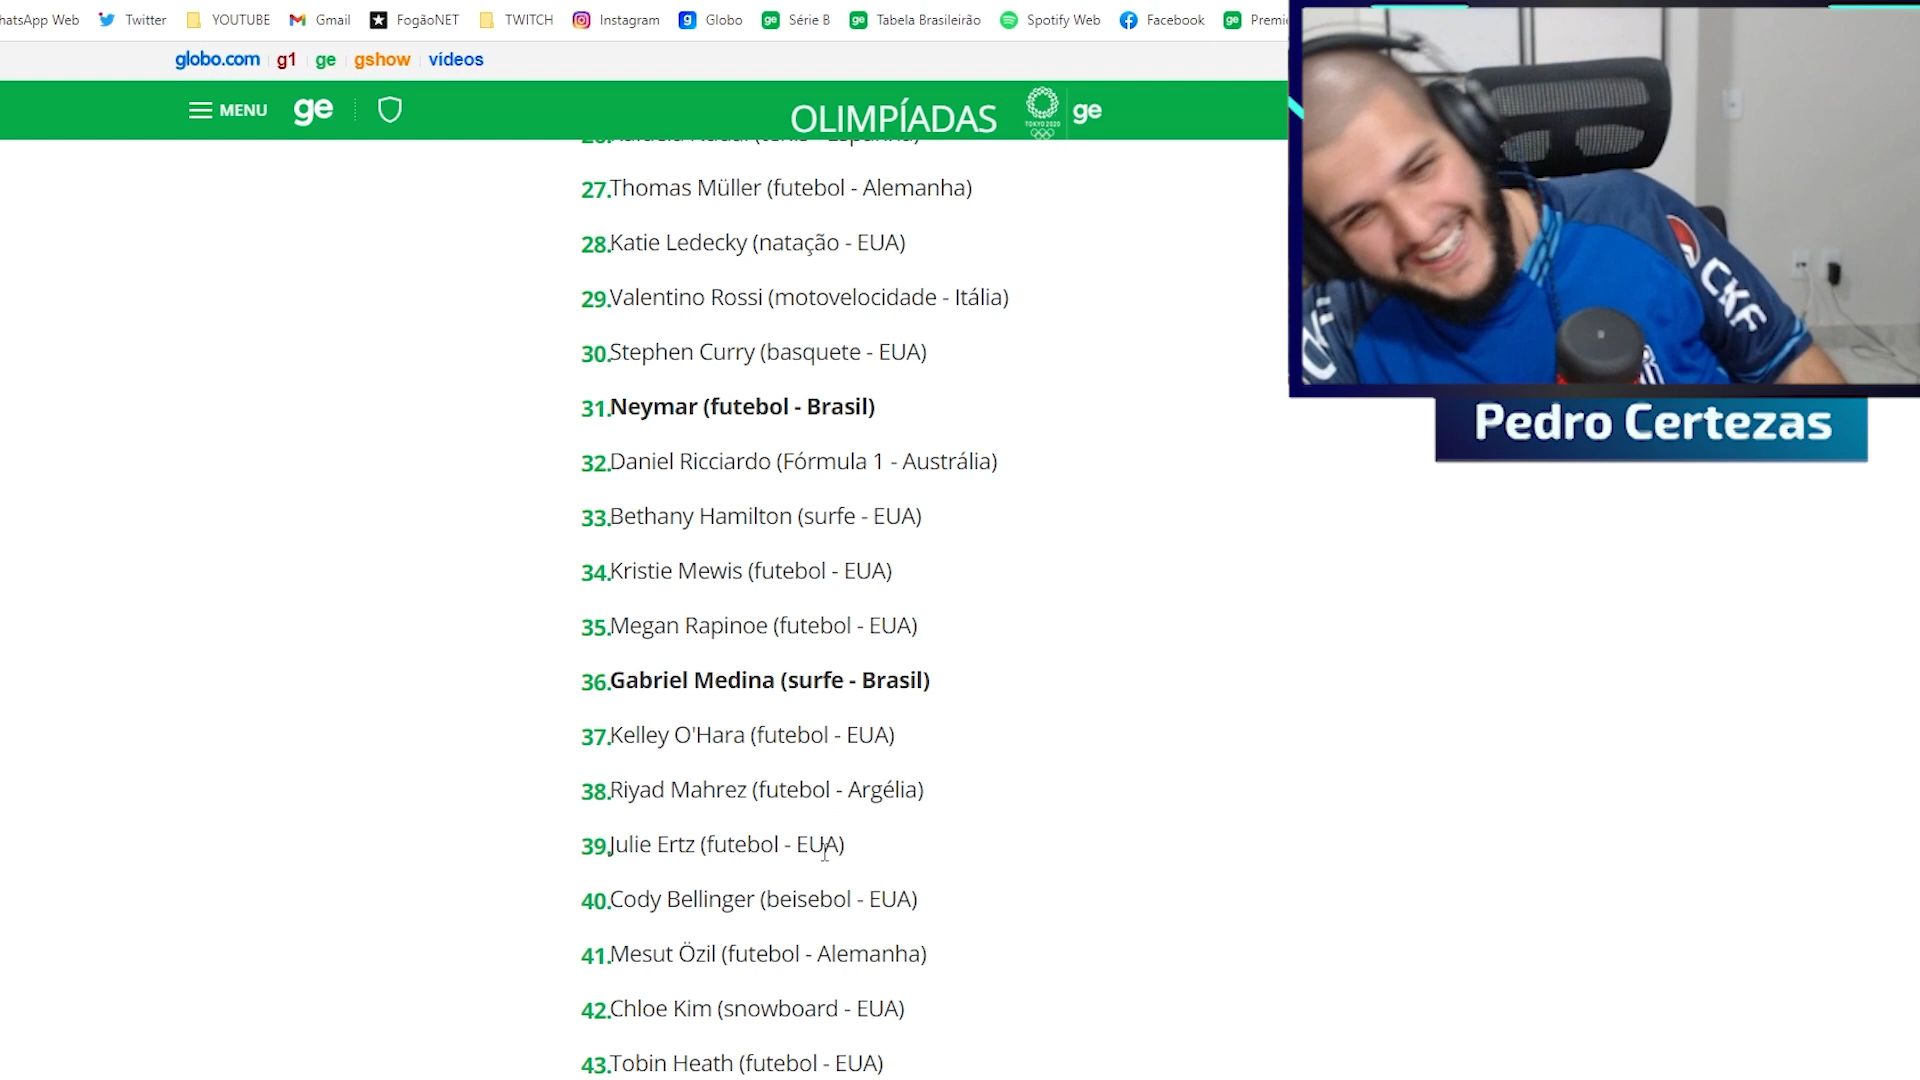 hatsApp Web Twitter YOUTUBE Gmail FogãoNET TWITCH Instagram Globo Série B Tabela Brasileirão Spotify Web Facebook Premie
globo.com g1 ge gshow vídeos
MENU ge OLIMPÍADAS TOKYO 2020 ge
27. Thomas Müller (futebol - Alemanha)
28. Katie Ledecky (natação - EUA)
29. Valentino Rossi (motovelocidade - Itália)
30. Stephen Curry (basquete - EUA)
31. Neymar (futebol - Brasil)
32. Daniel Ricciardo (Fórmula 1 - Austrália)
33. Bethany Hamilton (surfe - EUA)
34. Kristie Mewis (futebol - EUA)
35. Megan Rapinoe (futebol - EUA)
36. Gabriel Medina (surfe - Brasil)
37. Kelley O'Hara (futebol - EUA)
38. Riyad Mahrez (futebol - Argélia)
39. Julie Ertz (futebol - EUA)
40. Cody Bellinger (beisebol - EUA)
41. Mesut Özil (futebol - Alemanha)
42. Chloe Kim (snowboard - EUA)
43. Tobin Heath (futebol - EUA)
CKF
Pedro Certezas